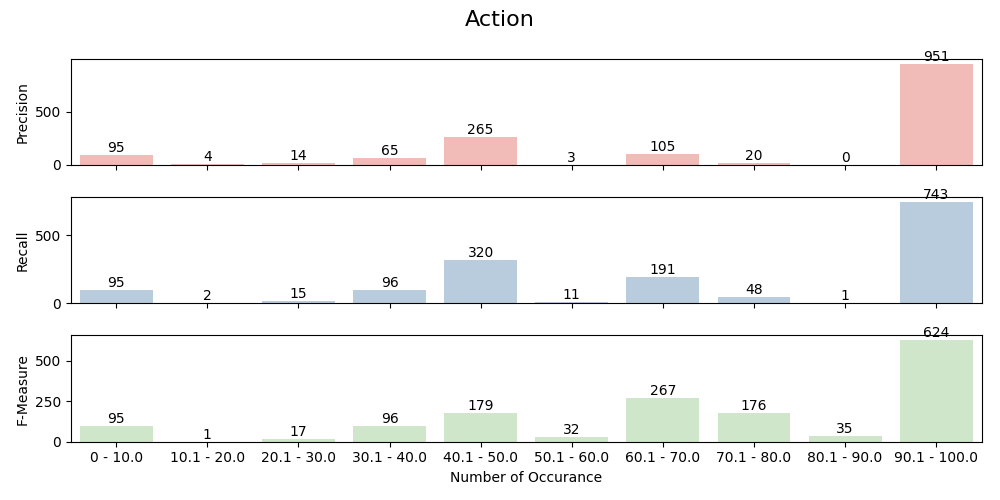 Action
Precision
500
0
95 4 14 65 265 3 105 20 0 951
Recall
500
0
95 2 15 96 320 11 191 48 1 743
F-Measure
500
250
0
95 1 17 96 179 32 267 176 35 624
0 - 10.0 10.1 - 20.0 20.1 - 30.0 30.1 - 40.0 40.1 - 50.0 50.1 - 60.0 60.1 - 70.0 70.1 - 80.0 80.1 - 90.0 90.1 - 100.0
Number of Occurance